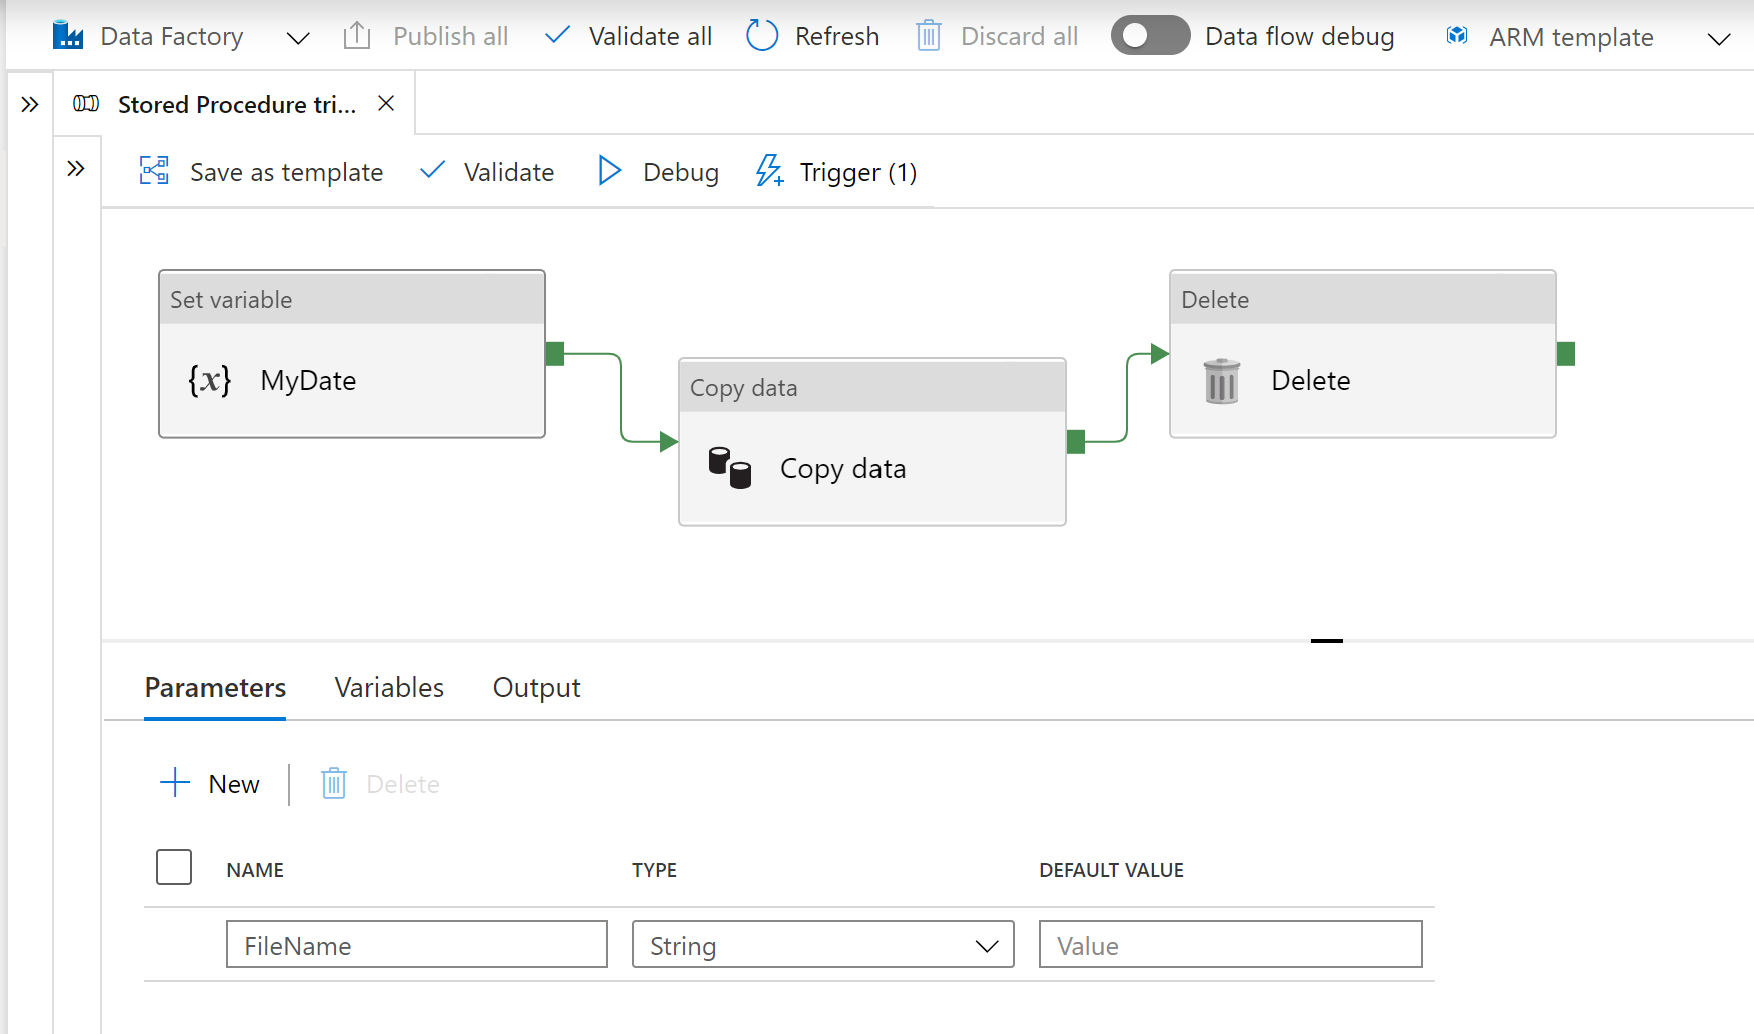 Data Factory Publish all Validate all Refresh Discard all Data flow debug ARM template
Stored Procedure tri...
Save as template Validate Debug Trigger (1)
Set variable
{x} MyDate
Copy data
Copy data
Delete
Delete
Parameters Variables Output
New Delete
NAME TYPE DEFAULT VALUE
FileName String Value